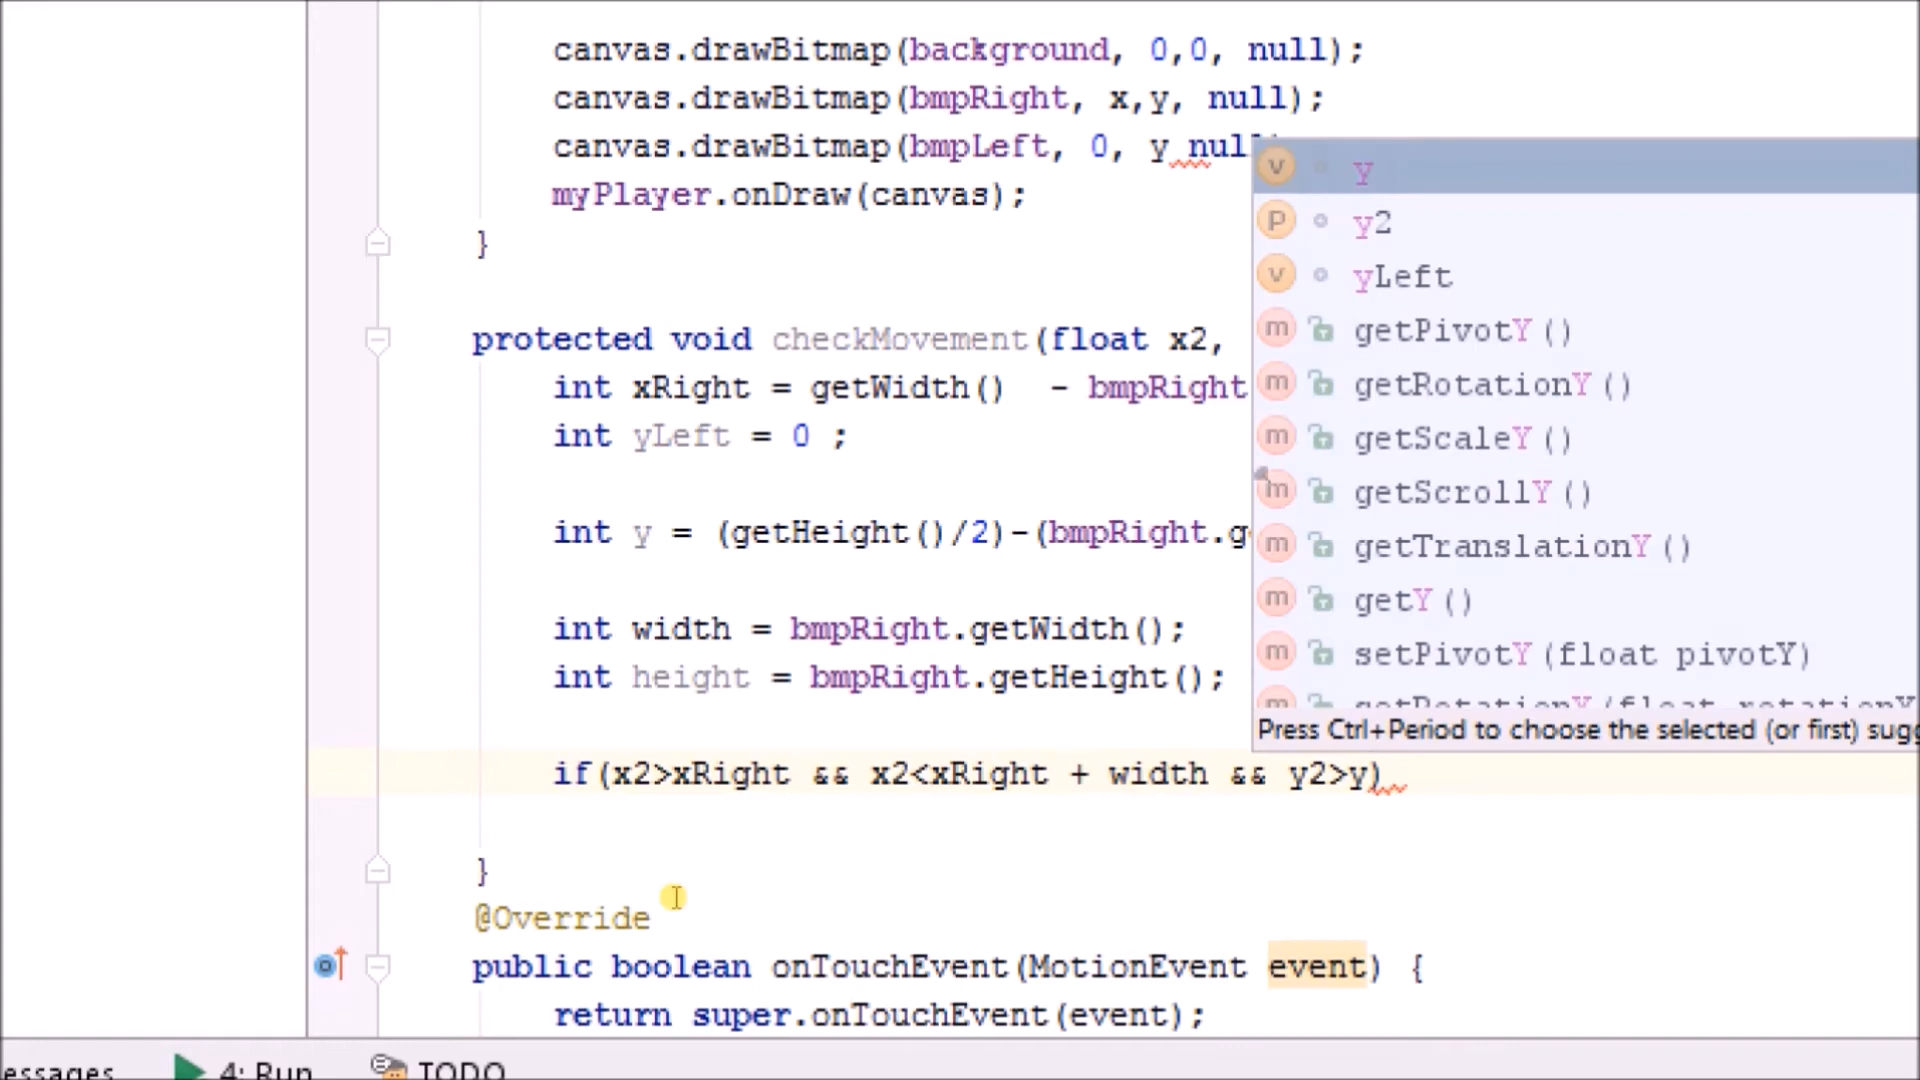 canvas.drawBitmap(background, 0,0, null);
canvas.drawBitmap(bmpRight, x,y, null);
canvas.drawBitmap(bmpLeft, 0, y nul
myPlayer.onDraw(canvas);
}
protected void checkMovement(float x2,
int xRight = getWidth()  - bmpRight
int yLeft = 0 ;
int y = (getHeight()/2)-(bmpRight.g
int width = bmpRight.getWidth();
int height = bmpRight.getHeight();
if(x2>xRight && x2<xRight + width && y2>y)
}
@Override
public boolean onTouchEvent(MotionEvent event) {
return super.onTouchEvent(event);
v y
p y2
v yLeft
m getPivotY()
m getRotationY()
m getScaleY()
m getScrollY()
m getTranslationY()
m getY()
m setPivotY(float pivotY)
m setRotationY(float rotationY
Press Ctrl+Period to choose the selected (or first) sugg
essages
4: Run
TODO